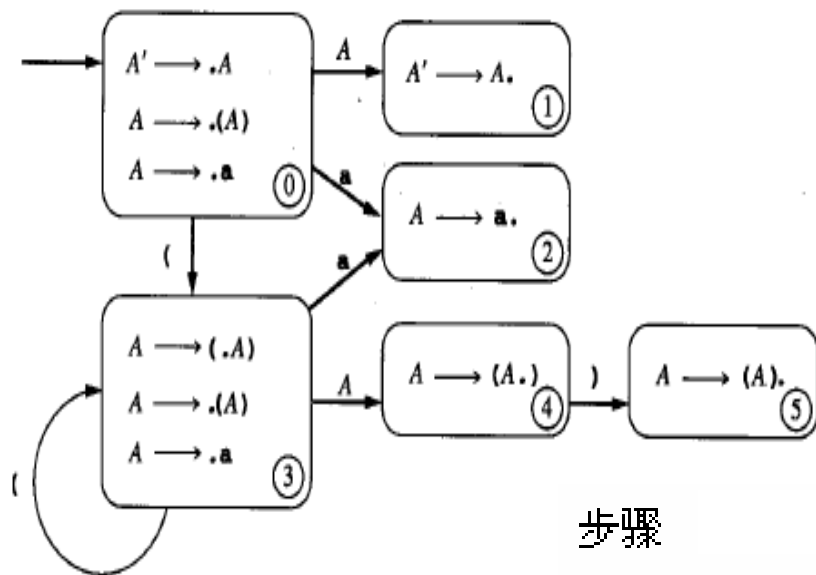 A' ⟶ .A
A ⟶ .(A)
A ⟶ .a
0
A
A' ⟶ A.
1
a
A ⟶ a.
2
(
a
A ⟶ (.A)
A ⟶ .(A)
A ⟶ .a
3
(
A
A ⟶ (A.)
4
)
A ⟶ (A).
5
步骤